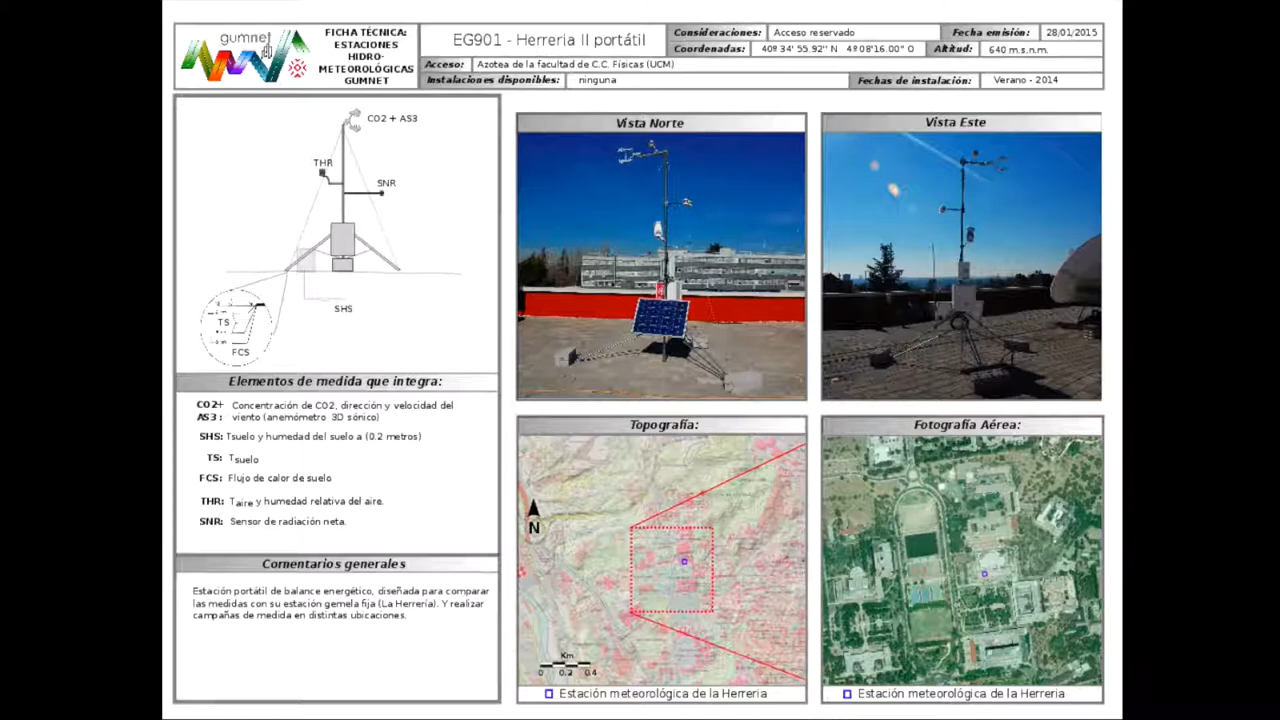 gumnet
FICHA TÉCNICA:
ESTACIONES
HIDRO-
METEOROLÓGICAS
GUMNET
EG901 - Herreria II portátil
Consideraciones: Acceso reservado
Fecha emisión: 28/01/2015
Coordenadas: 40º 34' 55.92'' N 4º 08'16.00'' O
Altitud: 640 m.s.n.m.
Acceso: Azotea de la facultad de C.C. Físicas (UCM)
Instalaciones disponibles: ninguna
Fechas de instalación: Verano - 2014
CO2 + AS3
THR
SNR
SHS
TS
FCS
Elementos de medida que integra:
CO2+ Concentración de CO2, dirección y velocidad del
AS3: viento (anemómetro 3D sónico)
SHS: Tsuelo y humedad del suelo a (0.2 metros)
TS: Tsuelo
FCS: Flujo de calor de suelo
THR: Taire y humedad relativa del aire.
SNR: Sensor de radiación neta.
Comentarios generales
Estación portátil de balance energético, diseñada para comparar
las medidas con su estación gemela fija (La Herrería). Y realizar
campañas de medida en distintas ubicaciones.
Vista Norte
Vista Este
Topografía:
N
Km
0 0.2 0.4
Estación meteorológica de la Herreria
Fotografía Aérea:
Estación meteorológica de la Herreria